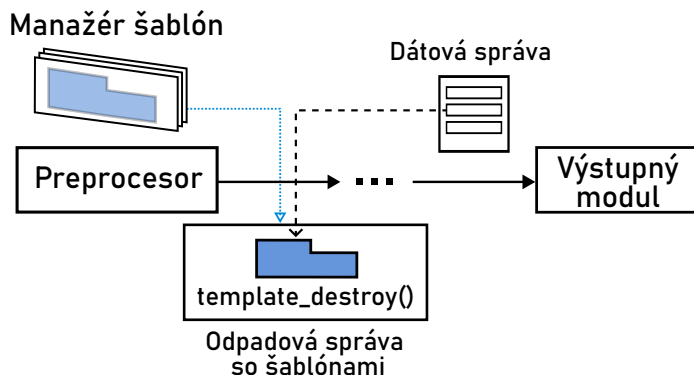 Manažér šablón
Dátová správa
Preprocesor
...
Výstupný
modul
template_destroy()
Odpadová správa
so šablónami